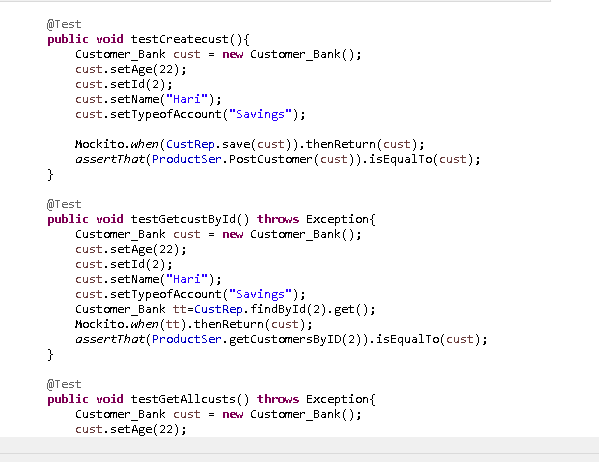 @Test
public void testCreatecust(){
Customer_Bank cust = new Customer_Bank();
cust.setAge(22);
cust.setId(2);
cust.setName("Hari");
cust.setTypeofAccount("Savings");
Mockito.when(CustRep.save(cust)).thenReturn(cust);
assertThat(ProductSer.PostCustomer(cust)).isEqualTo(cust);
}
@Test
public void testGetcustById() throws Exception{
Customer_Bank cust = new Customer_Bank();
cust.setAge(22);
cust.setId(2);
cust.setName("Hari");
cust.setTypeofAccount("Savings");
Customer_Bank tt=CustRep.findById(2).get();
Mockito.when(tt).thenReturn(cust);
assertThat(ProductSer.getCustomersByID(2)).isEqualTo(cust);
}
@Test
public void testGetAllcusts() throws Exception{
Customer_Bank cust = new Customer_Bank();
cust.setAge(22);